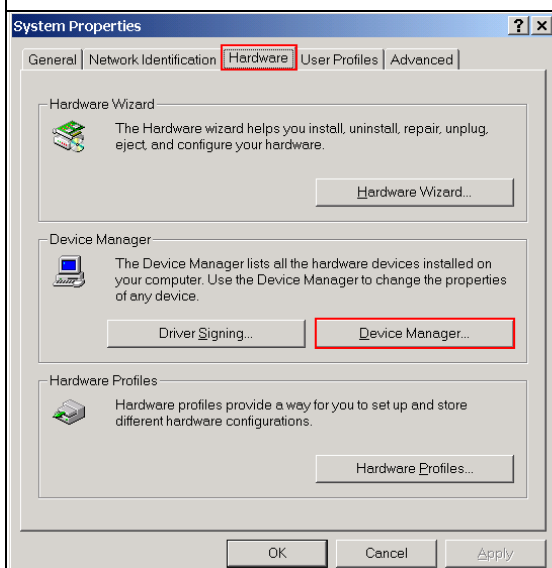 System Properties
General Network Identification Hardware User Profiles Advanced
Hardware Wizard
The Hardware wizard helps you install, uninstall, repair, unplug,
eject, and configure your hardware.
Hardware Wizard...
Device Manager
The Device Manager lists all the hardware devices installed on
your computer. Use the Device Manager to change the properties
of any device.
Driver Signing... Device Manager...
Hardware Profiles
Hardware profiles provide a way for you to set up and store
different hardware configurations.
Hardware Profiles...
OK Cancel Apply